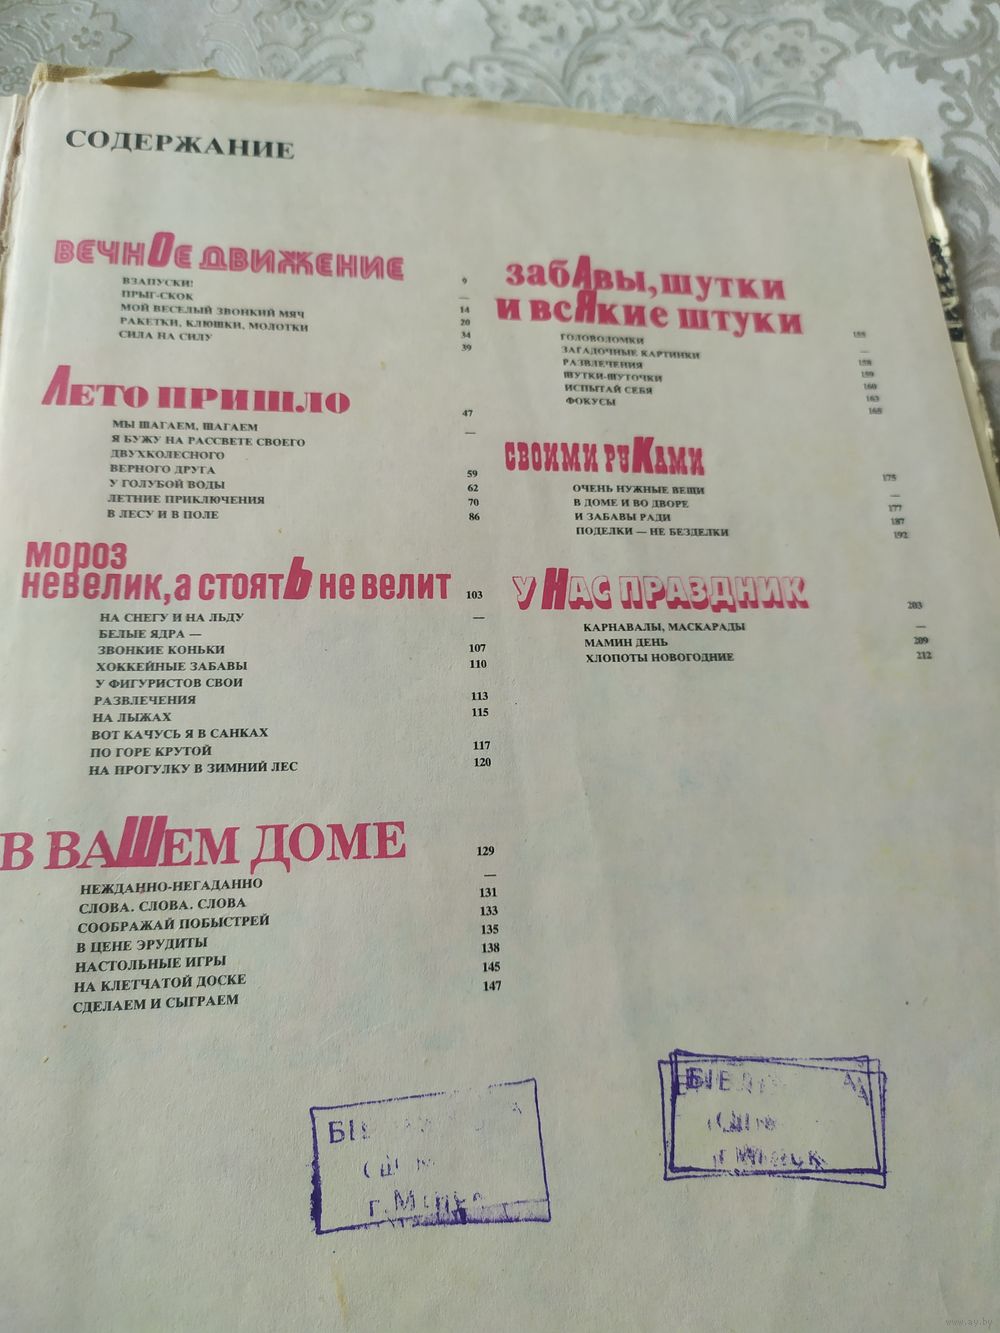 СОДЕРЖАНИЕ
ВЕЧНОЕ ДВИЖЕНИЕ 9
ВЗАПУСКИ! —
ПРЫГ-СКОК 14
МОЙ ВЕСЕЛЫЙ ЗВОНКИЙ МЯЧ 20
РАКЕТКИ, КЛЮШКИ, МОЛОТКИ 34
СИЛА НА СИЛУ 39
ЛЕТО ПРИШЛО 47
МЫ ШАГАЕМ, ШАГАЕМ —
Я БУЖУ НА РАССВЕТЕ СВОЕГО
ДВУХКОЛЕСНОГО
ВЕРНОГО ДРУГА 59
У ГОЛУБОЙ ВОДЫ 62
ЛЕТНИЕ ПРИКЛЮЧЕНИЯ 70
В ЛЕСУ И В ПОЛЕ 86
МОРОЗ
НЕВЕЛИК, А СТОЯТЬ НЕ ВЕЛИТ 103
НА СНЕГУ И НА ЛЬДУ —
БЕЛЫЕ ЯДРА —
ЗВОНКИЕ КОНЬКИ 107
ХОККЕЙНЫЕ ЗАБАВЫ 110
У ФИГУРИСТОВ СВОИ
РАЗВЛЕЧЕНИЯ 113
НА ЛЫЖАХ 115
ВОТ КАЧУСЬ Я В САНКАХ
ПО ГОРЕ КРУТОЙ 117
НА ПРОГУЛКУ В ЗИМНИЙ ЛЕС 120
В ВАШЕМ ДОМЕ 129
НЕЖДАННО-НЕГАДАННО —
СЛОВА. СЛОВА. СЛОВА 131
СООБРАЖАЙ ПОБЫСТРЕЙ 133
В ЦЕНЕ ЭРУДИТЫ 135
НАСТОЛЬНЫЕ ИГРЫ 138
НА КЛЕТЧАТОЙ ДОСКЕ 145
СДЕЛАЕМ И СЫГРАЕМ 147
ЗАБАВЫ, ШУТКИ
И ВСЯКИЕ ШТУКИ 155
ГОЛОВОЛОМКИ —
ЗАГАДОЧНЫЕ КАРТИНКИ 158
РАЗВЛЕЧЕНИЯ 159
ШУТКИ-ШУТОЧКИ 160
ИСПЫТАЙ СЕБЯ 163
ФОКУСЫ 168
СВОИМИ РУКАМИ 175
ОЧЕНЬ НУЖНЫЕ ВЕЩИ —
В ДОМЕ И ВО ДВОРЕ 177
И ЗАБАВЫ РАДИ 187
ПОДЕЛКИ — НЕ БЕЗДЕЛКИ 192
У НАС ПРАЗДНИК 203
КАРНАВАЛЫ, МАСКАРАДЫ —
МАМИН ДЕНЬ 209
ХЛОПОТЫ НОВОГОДНИЕ 212
www.ay.by